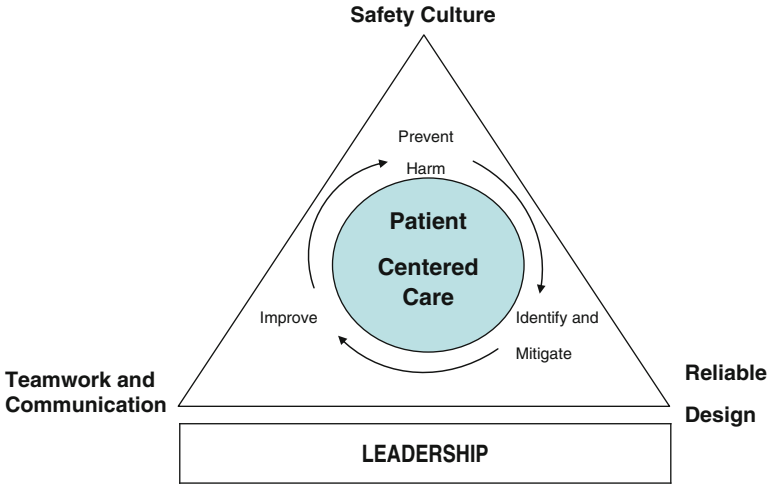 Safety Culture
Prevent
Harm
Patient
Centered
Care
Improve
Identify and
Mitigate
Teamwork and
Communication
Reliable
Design
LEADERSHIP